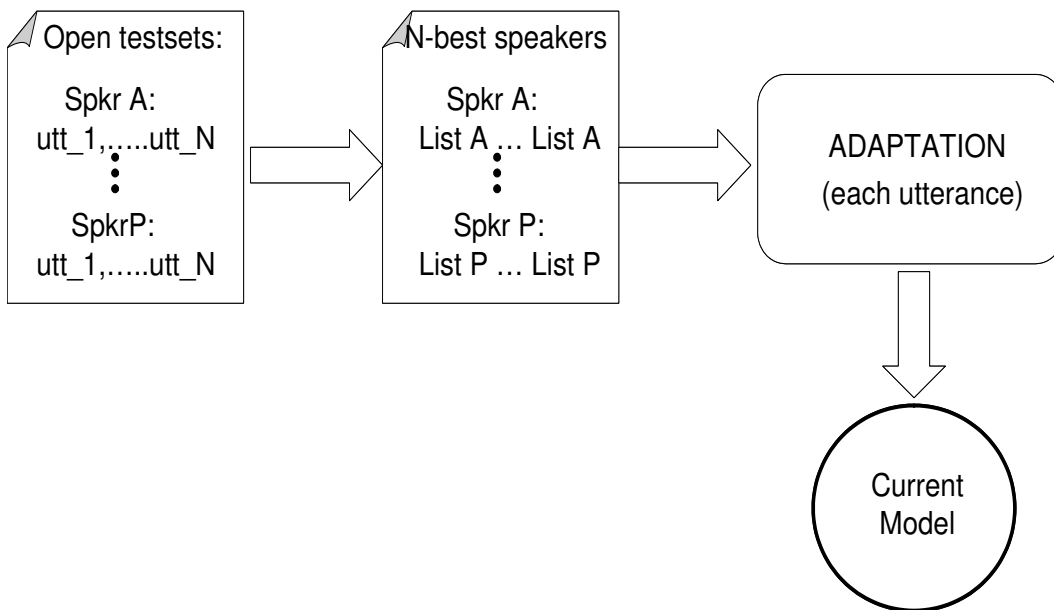 Open testsets:
Spkr A:
utt_1,…..utt_N
SpkrP:
utt_1,…..utt_N
N-best speakers
Spkr A:
List A … List A
Spkr P:
List P … List P
ADAPTATION
(each utterance)
Current
Model